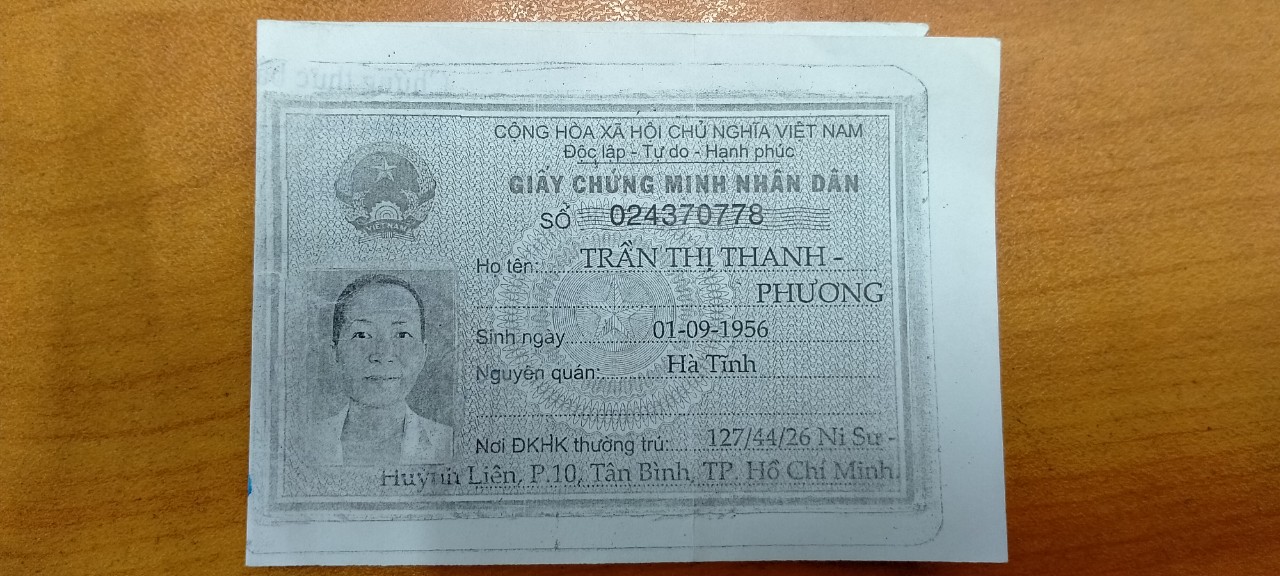 CỘNG HÒA XÃ HỘI CHỦ NGHĨA VIỆT NAM
Độc lập - Tự do - Hạnh phúc
GIẤY CHỨNG MINH NHÂN DÂN
SỐ 024370778
VIỆT NAM
Họ tên: TRẦN THỊ THANH -
PHƯƠNG
Sinh ngày 01-09-1956
Nguyên quán: Hà Tĩnh
Nơi ĐKHK thường trú: 127/44/26 Ni Sư -
Huỳnh Liên, P.10, Tân Bình, TP. Hồ Chí Minh.